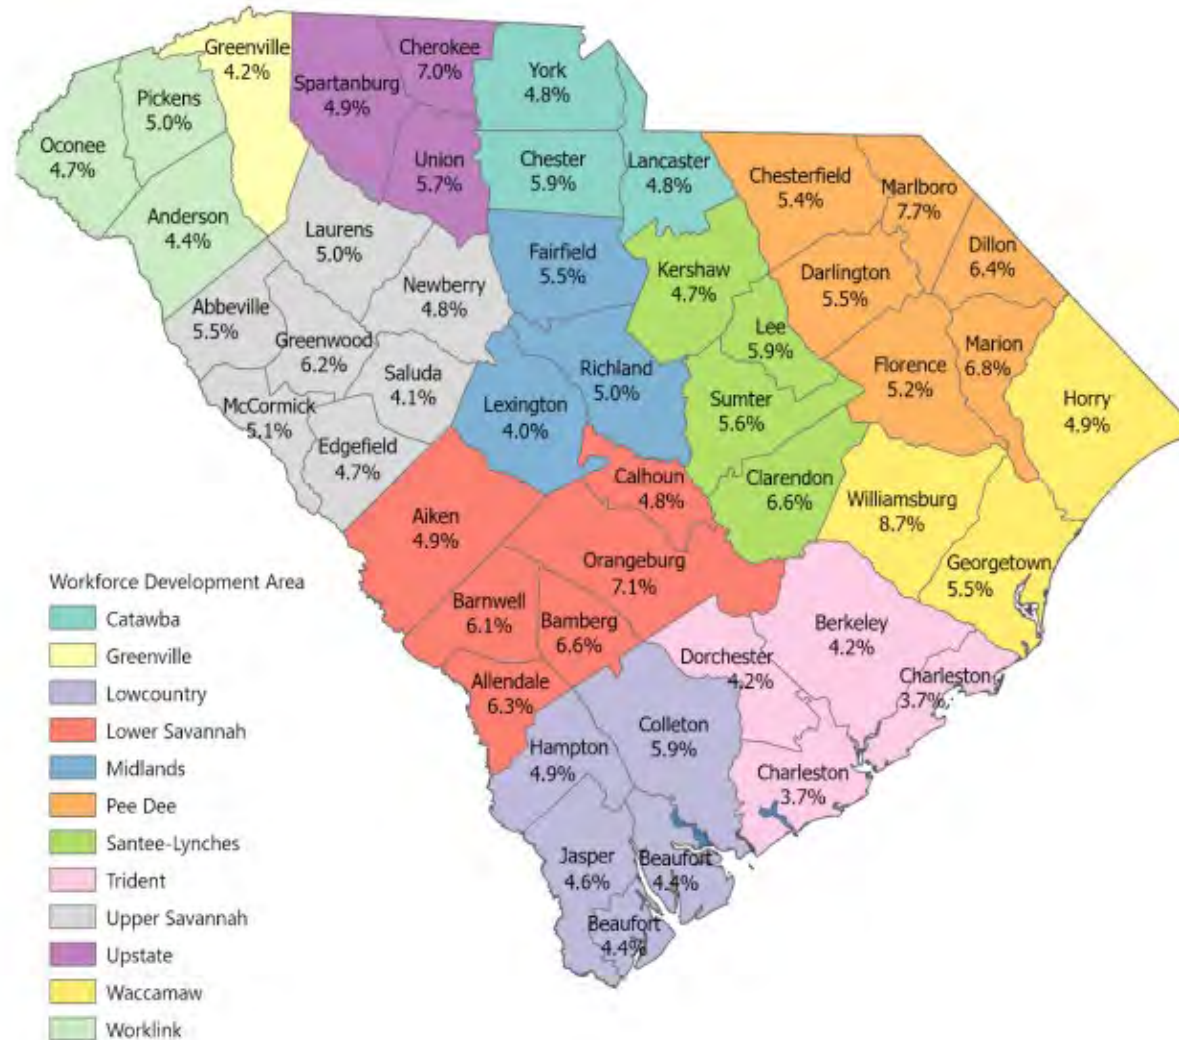 Greenville
4.2%
Cherokee
7.0%
Spartanburg
4.9%
York
4.8%
Pickens
5.0%
Oconee
4.7%
Union
5.7%
Chester
5.9%
Lancaster
4.8%
Chesterfield
5.4%
Marlboro
7.7%
Anderson
4.4%
Laurens
5.0%
Dillon
6.4%
Fairfield
5.5%
Kershaw
4.7%
Darlington
5.5%
Newberry
4.8%
Abbeville
5.5%
Greenwood
6.2%
Lee
5.9%
Marion
6.8%
Florence
5.2%
Saluda
4.1%
Richland
5.0%
Lexington
4.0%
Sumter
5.6%
Horry
4.9%
McCormick
5.1%
Edgefield
4.7%
Calhoun
4.8%
Clarendon
6.6%
Williamsburg
8.7%
Aiken
4.9%
Orangeburg
7.1%
Georgetown
5.5%
Barnwell
6.1%
Bamberg
6.6%
Berkeley
4.2%
Dorchester
4.2%
Charleston
3.7%
Allendale
6.3%
Colleton
5.9%
Hampton
4.9%
Charleston
3.7%
Jasper
4.6%
Beaufort
4.4%
Beaufort
4.4%
Workforce Development Area
Catawba
Greenville
Lowcountry
Lower Savannah
Midlands
Pee Dee
Santee-Lynches
Trident
Upper Savannah
Upstate
Waccamaw
Worklink